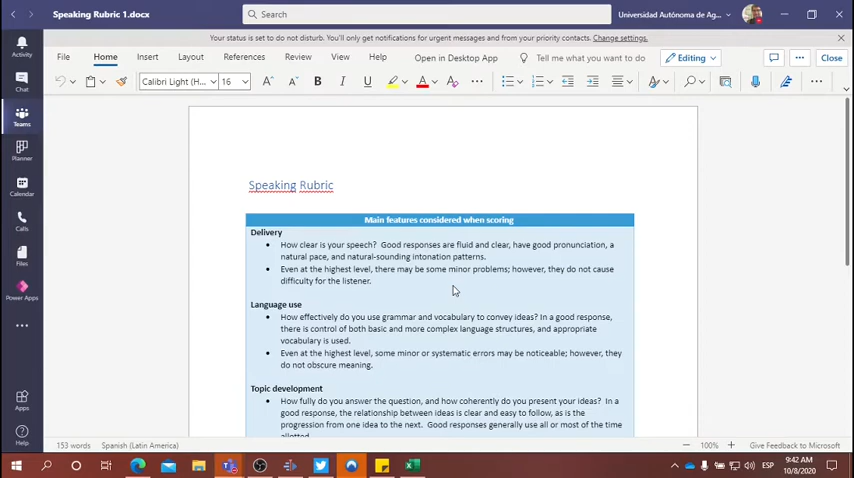 Speaking Rubric 1.docx
Search
Universidad Autónoma de Ag...
Your status is set to do not disturb. You'll only get notifications for urgent messages and from your priority contacts. Change settings.
File Home Insert Layout References Review View Help Open in Desktop App Tell me what you want to do Editing Close
Calibri Light (H... 16 A A B I U A A
Activity
Chat
Teams
Planner
Calendar
Calls
Files
Power Apps
Apps
Help
Speaking Rubric
Main features considered when scoring
Delivery
• How clear is your speech? Good responses are fluid and clear, have good pronunciation, a
natural pace, and natural-sounding intonation patterns.
• Even at the highest level, there may be some minor problems; however, they do not cause
difficulty for the listener.
Language use
• How effectively do you use grammar and vocabulary to convey ideas? In a good response,
there is control of both basic and more complex language structures, and appropriate
vocabulary is used.
• Even at the highest level, some minor or systematic errors may be noticeable; however, they
do not obscure meaning.
Topic development
• How fully do you answer the question, and how coherently do you present your ideas? In a
good response, the relationship between ideas is clear and easy to follow, as is the
progression from one idea to the next. Good responses generally use all or most of the time
allotted.
153 words Spanish (Latin America) 100% Give Feedback to Microsoft
ESP
9:42 AM
10/8/2020